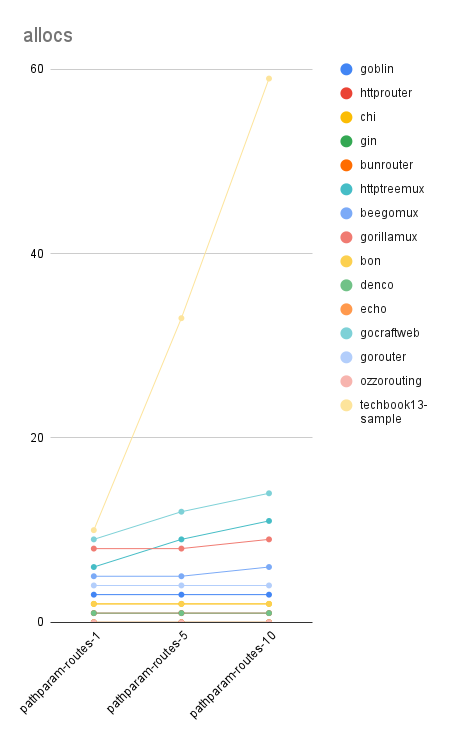 allocs
60
40
20
0
pathparam-routes-1
pathparam-routes-5
pathparam-routes-10
goblin
httprouter
chi
gin
bunrouter
httptreemux
beegomux
gorillamux
bon
denco
echo
gocraftweb
gorouter
ozzorouting
techbook13-
sample